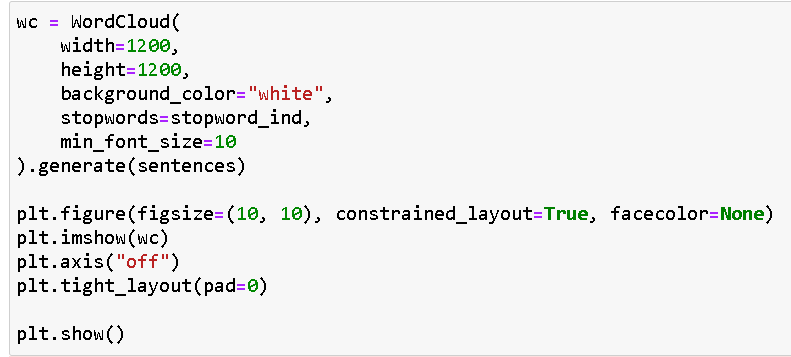 wc = WordCloud(
    width=1200,
    height=1200,
    background_color="white",
    stopwords=stopword_ind,
    min_font_size=10
).generate(sentences)

plt.figure(figsize=(10, 10), constrained_layout=True, facecolor=None)
plt.imshow(wc)
plt.axis("off")
plt.tight_layout(pad=0)

plt.show()